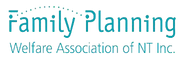 Family Planning
Welfare Association of NT Inc.